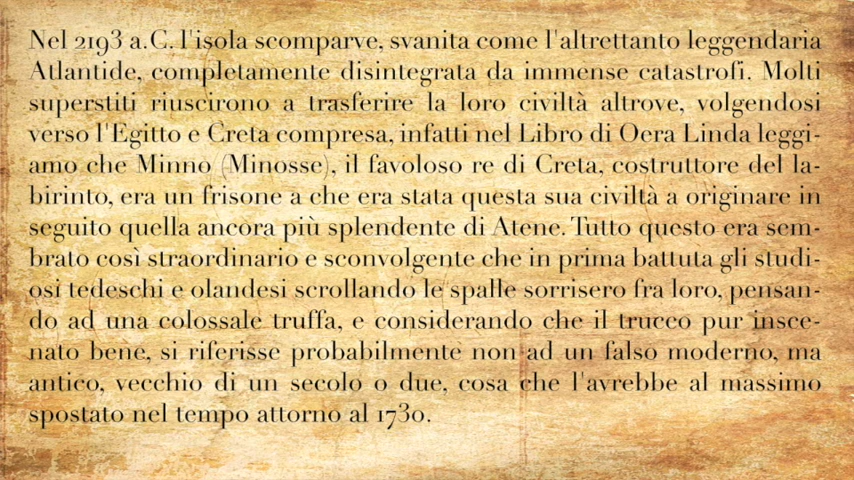 Nel 2193 a.C. l'isola scomparve, svanita come l'altrettanto leggendaria
Atlantide, completamente disintegrata da immense catastrofi. Molti
superstiti riuscirono a trasferire la loro civiltà altrove, volgendosi
verso l'Egitto e Creta compresa, infatti nel Libro di Oera Linda leggi-
amo che Minno (Minosse), il favoloso re di Creta, costruttore del la-
birinto, era un frisone a che era stata questa sua civiltà a originare in
seguito quella ancora più splendente di Atene. Tutto questo era sem-
brato così straordinario e sconvolgente che in prima battuta gli studi-
osi tedeschi e olandesi scrollando le spalle sorrisero fra loro, pensan-
do ad una colossale truffa, e considerando che il trucco pur insce-
nato bene, si riferisse probabilmente non ad un falso moderno, ma
antico, vecchio di un secolo o due, cosa che l'avrebbe al massimo
spostato nel tempo attorno al 1730.